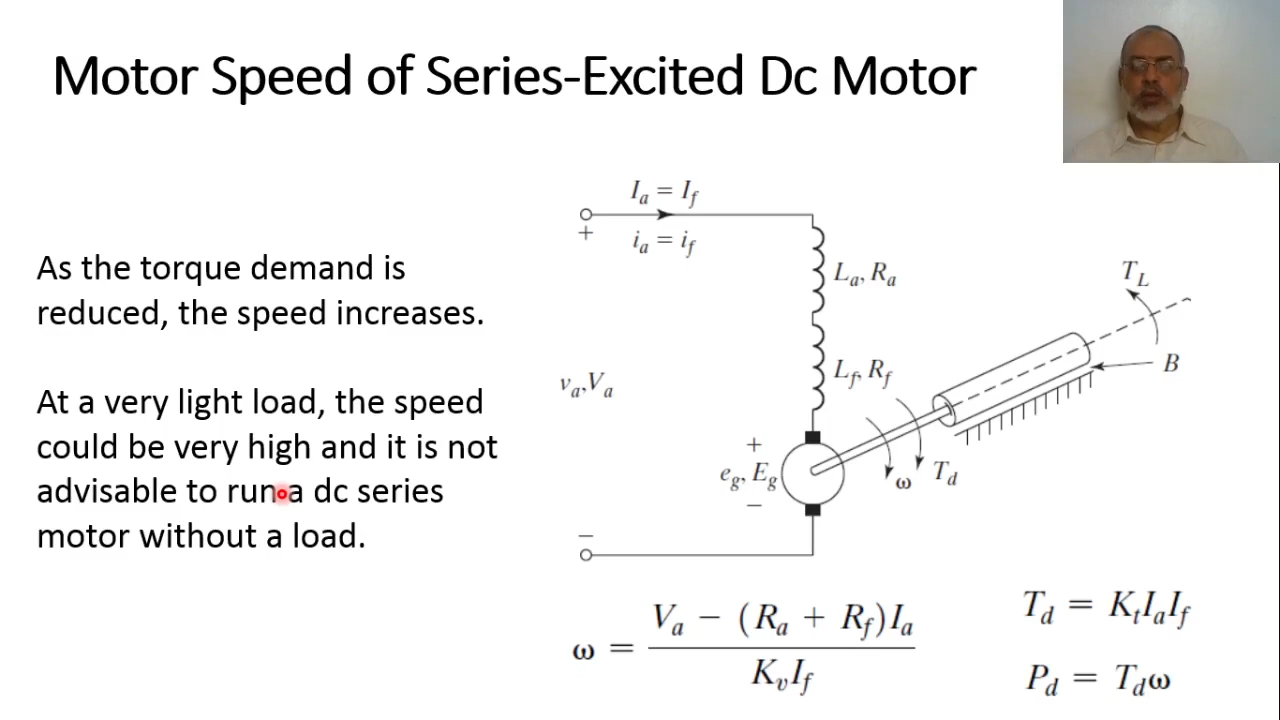 Motor Speed of Series-Excited Dc Motor
As the torque demand is
reduced, the speed increases.
At a very light load, the speed
could be very high and it is not
advisable to run a dc series
motor without a load.
I_a = I_f
+
i_a = i_f
L_a, R_a
L_f, R_f
v_a, V_a
+
e_g, E_g
−
−
ω
T_d
T_L
B
ω = \frac{V_a − (R_a + R_f)I_a}{K_v I_f}
T_d = K_t I_a I_f
P_d = T_d ω